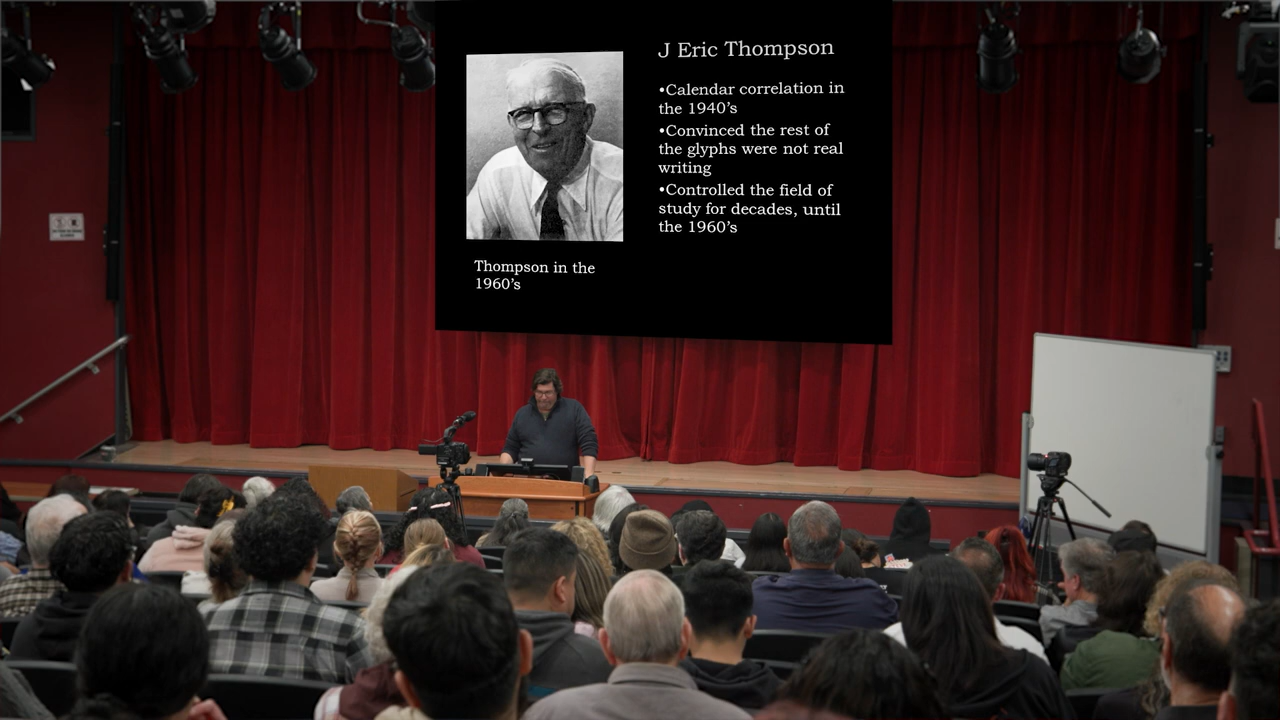 J Eric Thompson
•Calendar correlation in
the 1940's
•Convinced the rest of
the glyphs were not real
writing
•Controlled the field of
study for decades, until
the 1960's
Thompson in the
1960's